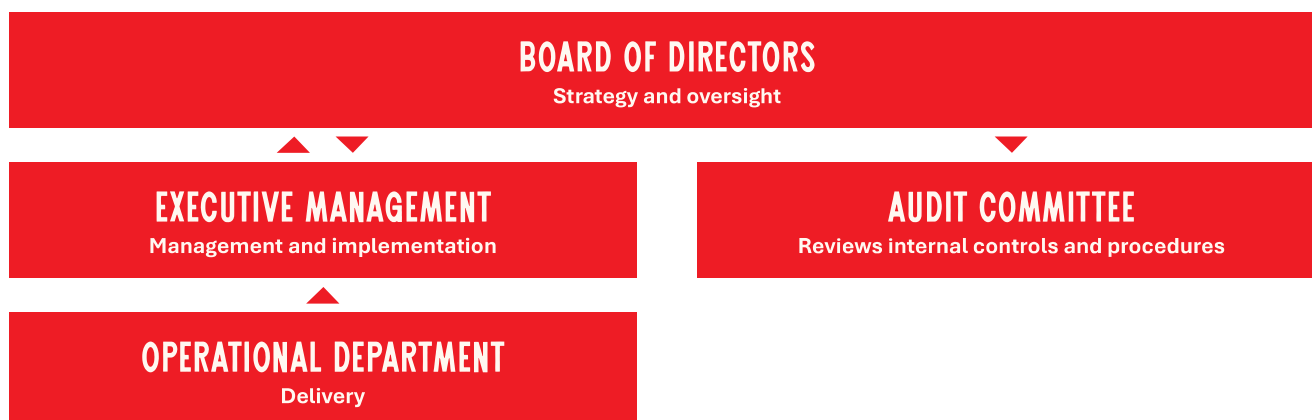 BOARD OF DIRECTORS
Strategy and oversight
EXECUTIVE MANAGEMENT
Management and implementation
AUDIT COMMITTEE
Reviews internal controls and procedures
OPERATIONAL DEPARTMENT
Delivery